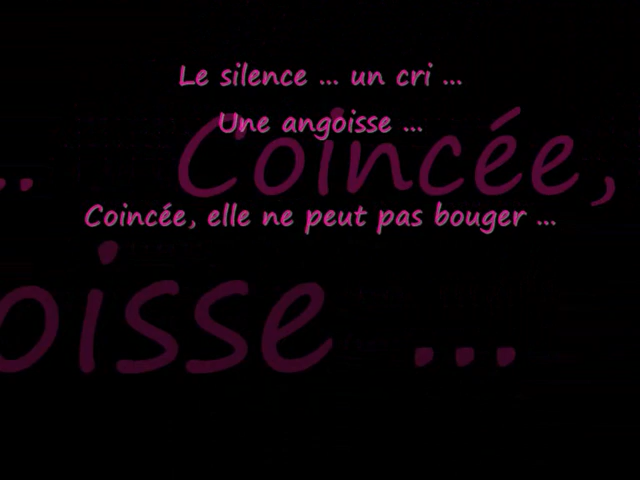 Le silence ... un cri ...
Une angoisse ...
.. Coincée,
Coincée, elle ne peut pas bouger ...
oisse ...